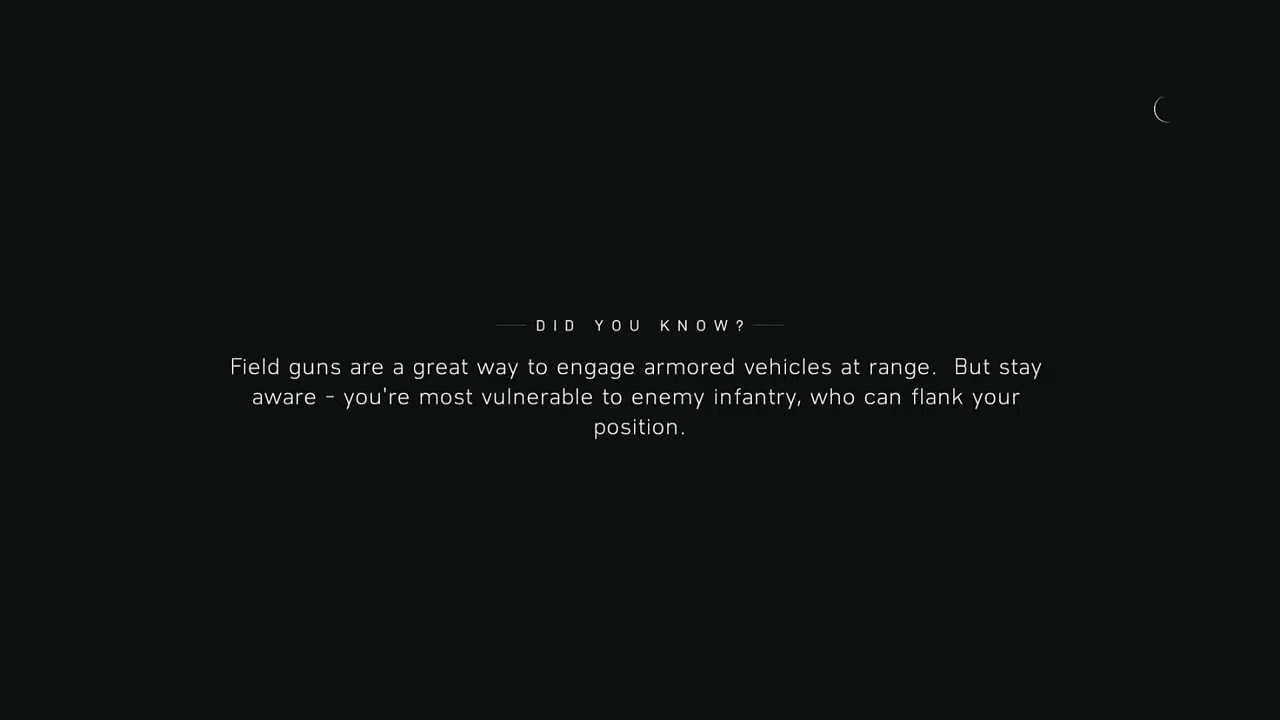 DID YOU KNOW?
Field guns are a great way to engage armored vehicles at range.  But stay
aware - you're most vulnerable to enemy infantry, who can flank your
position.